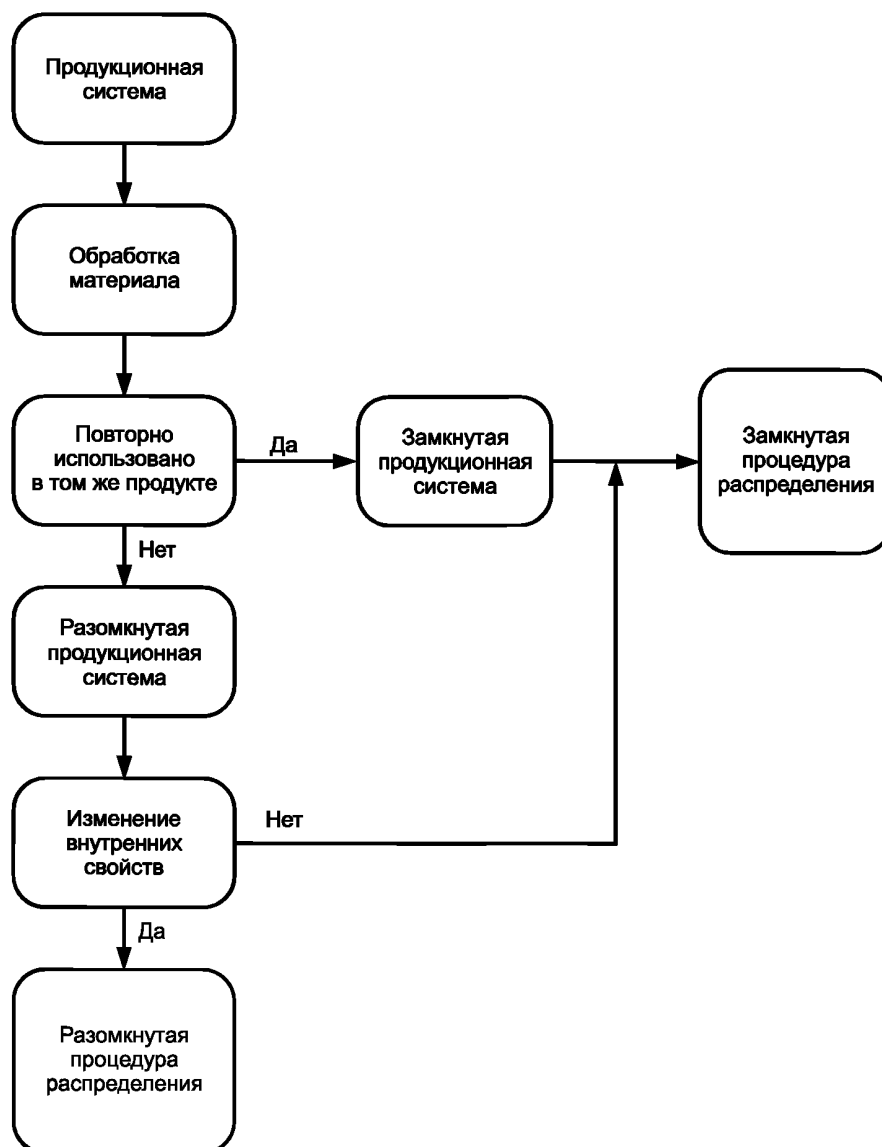 Продукционная
система
Обработка
материала
Повторно
использовано
в том же продукте
Да
Замкнутая
продукционная
система
Замкнутая
процедура
распределения
Нет
Разомкнутая
продукционная
система
Изменение
внутренних
свойств
Нет
Да
Разомкнутая
процедура
распределения